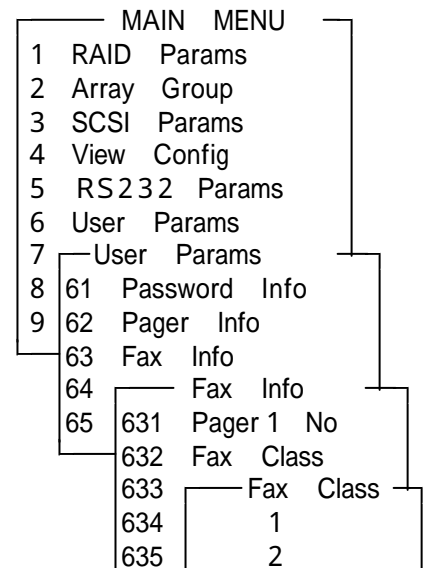 MAIN MENU
1 RAID Params
2 Array Group
3 SCSI Params
4 View Config
5 RS232 Params
6 User Params
7 User Params
8 61 Password Info
9 62 Pager Info
63 Fax Info
64 Fax Info
65 631 Pager 1 No
632 Fax Class
633 Fax Class
634 1
635 2